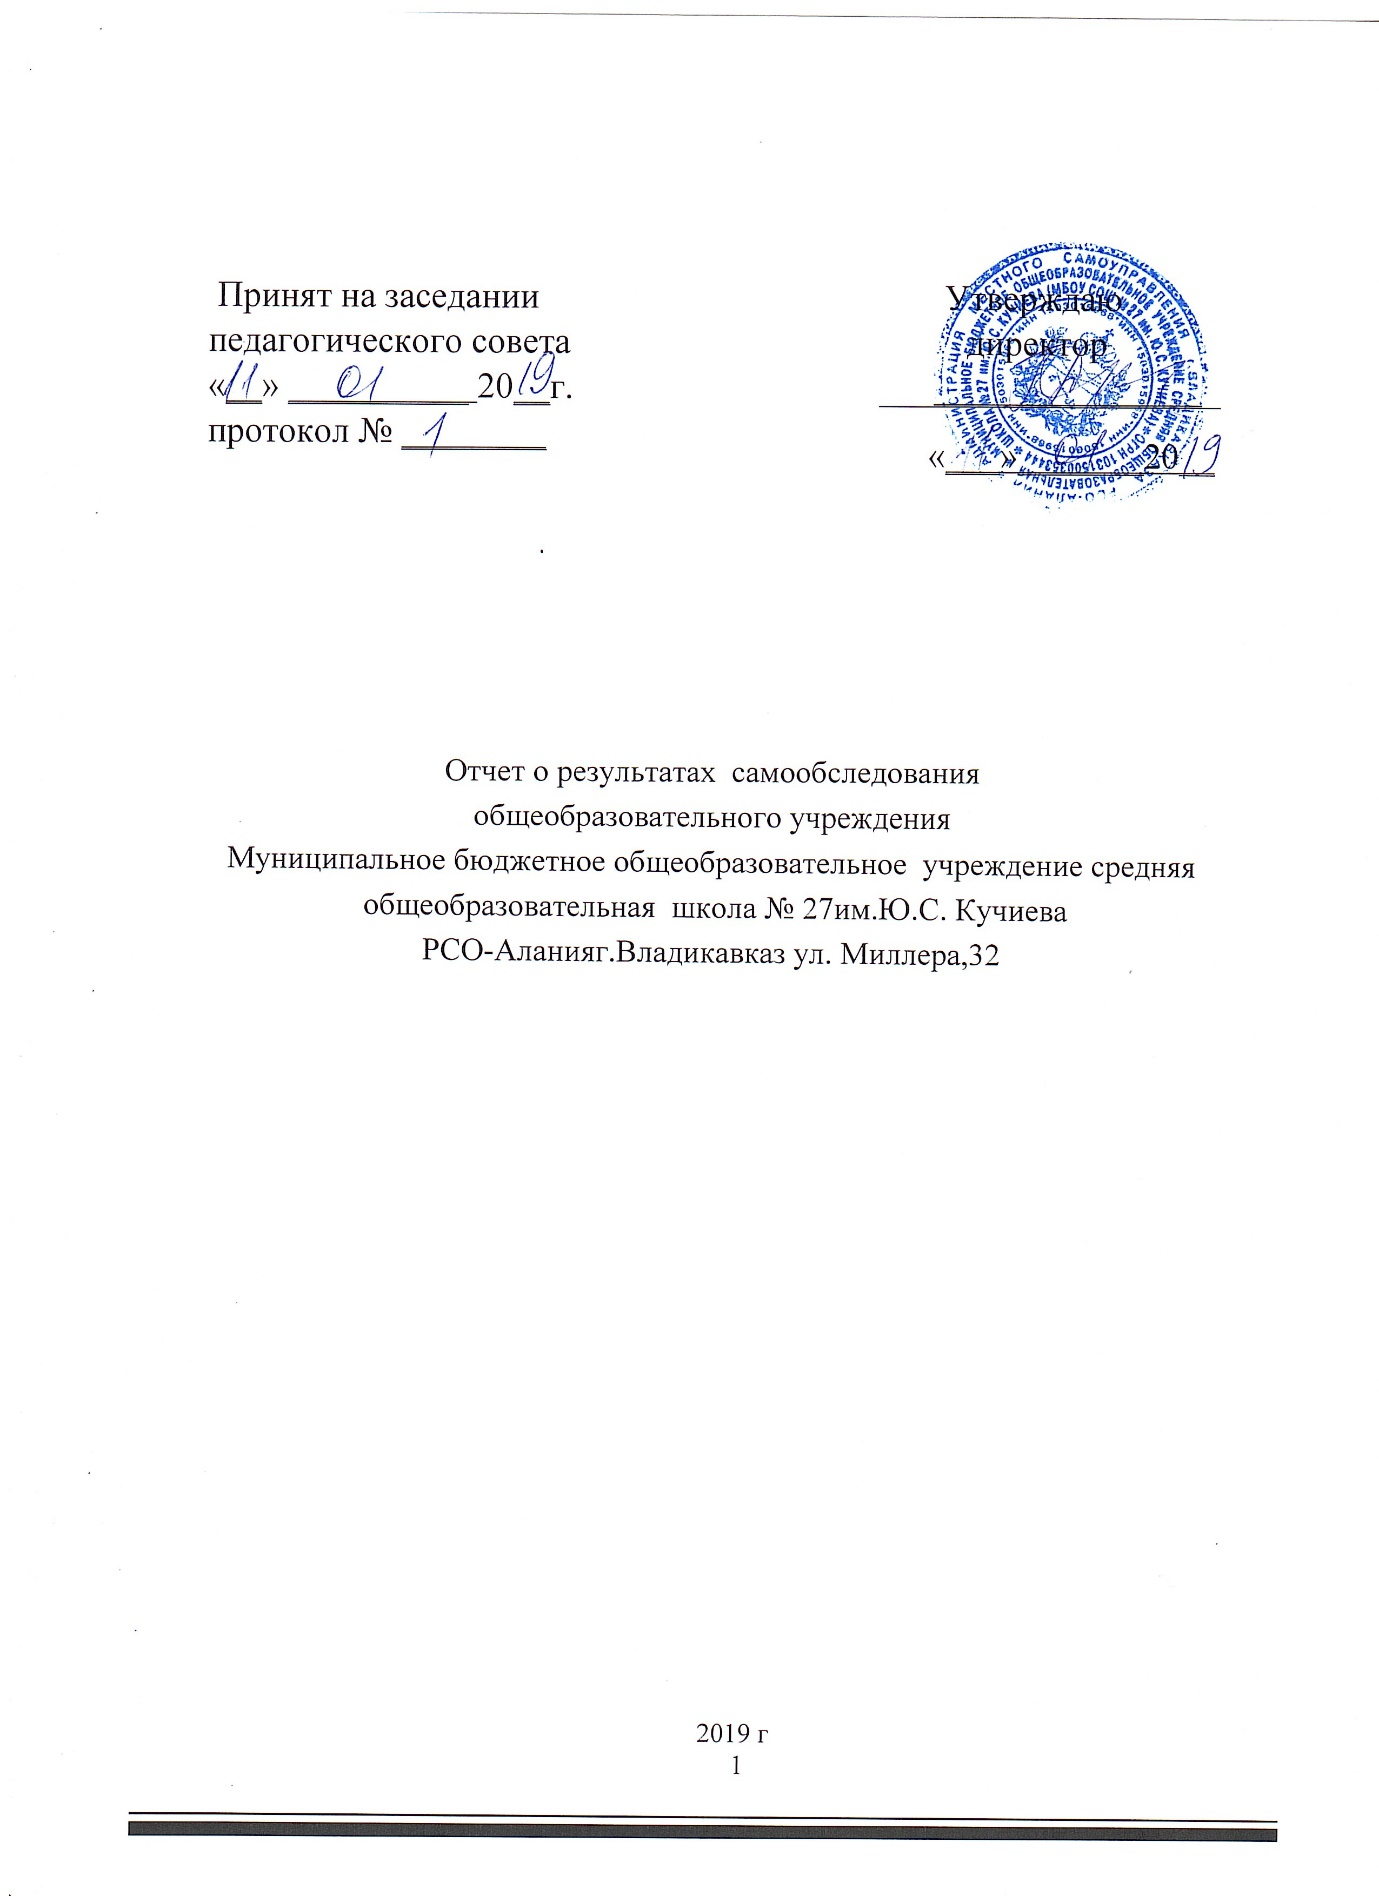 Принят на заседании
педагогического совета
«11» 01 2019г.
протокол № 1
Утверждаю
директор
« » 01 2019
Отчет о результатах самообследования
общеобразовательного учреждения
Муниципальное бюджетное общеобразовательное учреждение средняя
общеобразовательная школа № 27им.Ю.С. Кучиева
РСО-Аланияг.Владикавказ ул. Миллера,32
2019 г
1